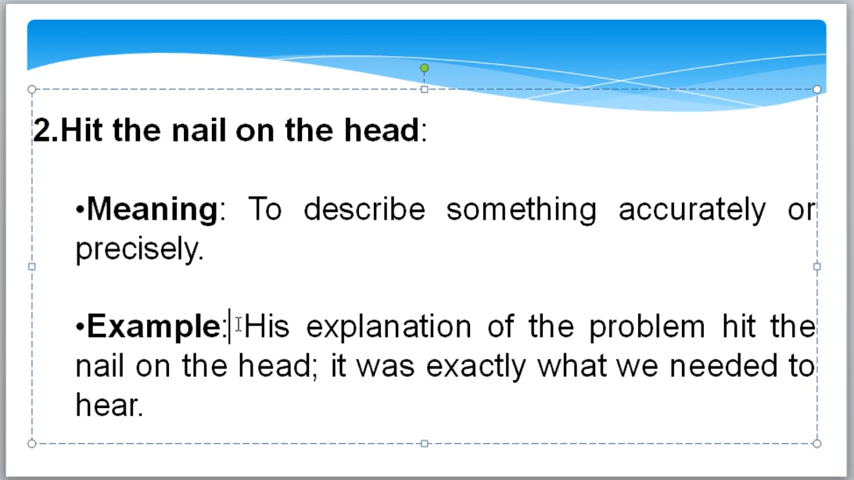 2.Hit the nail on the head:
•Meaning: To describe something accurately or
precisely.
•Example: His explanation of the problem hit the
nail on the head; it was exactly what we needed to
hear.